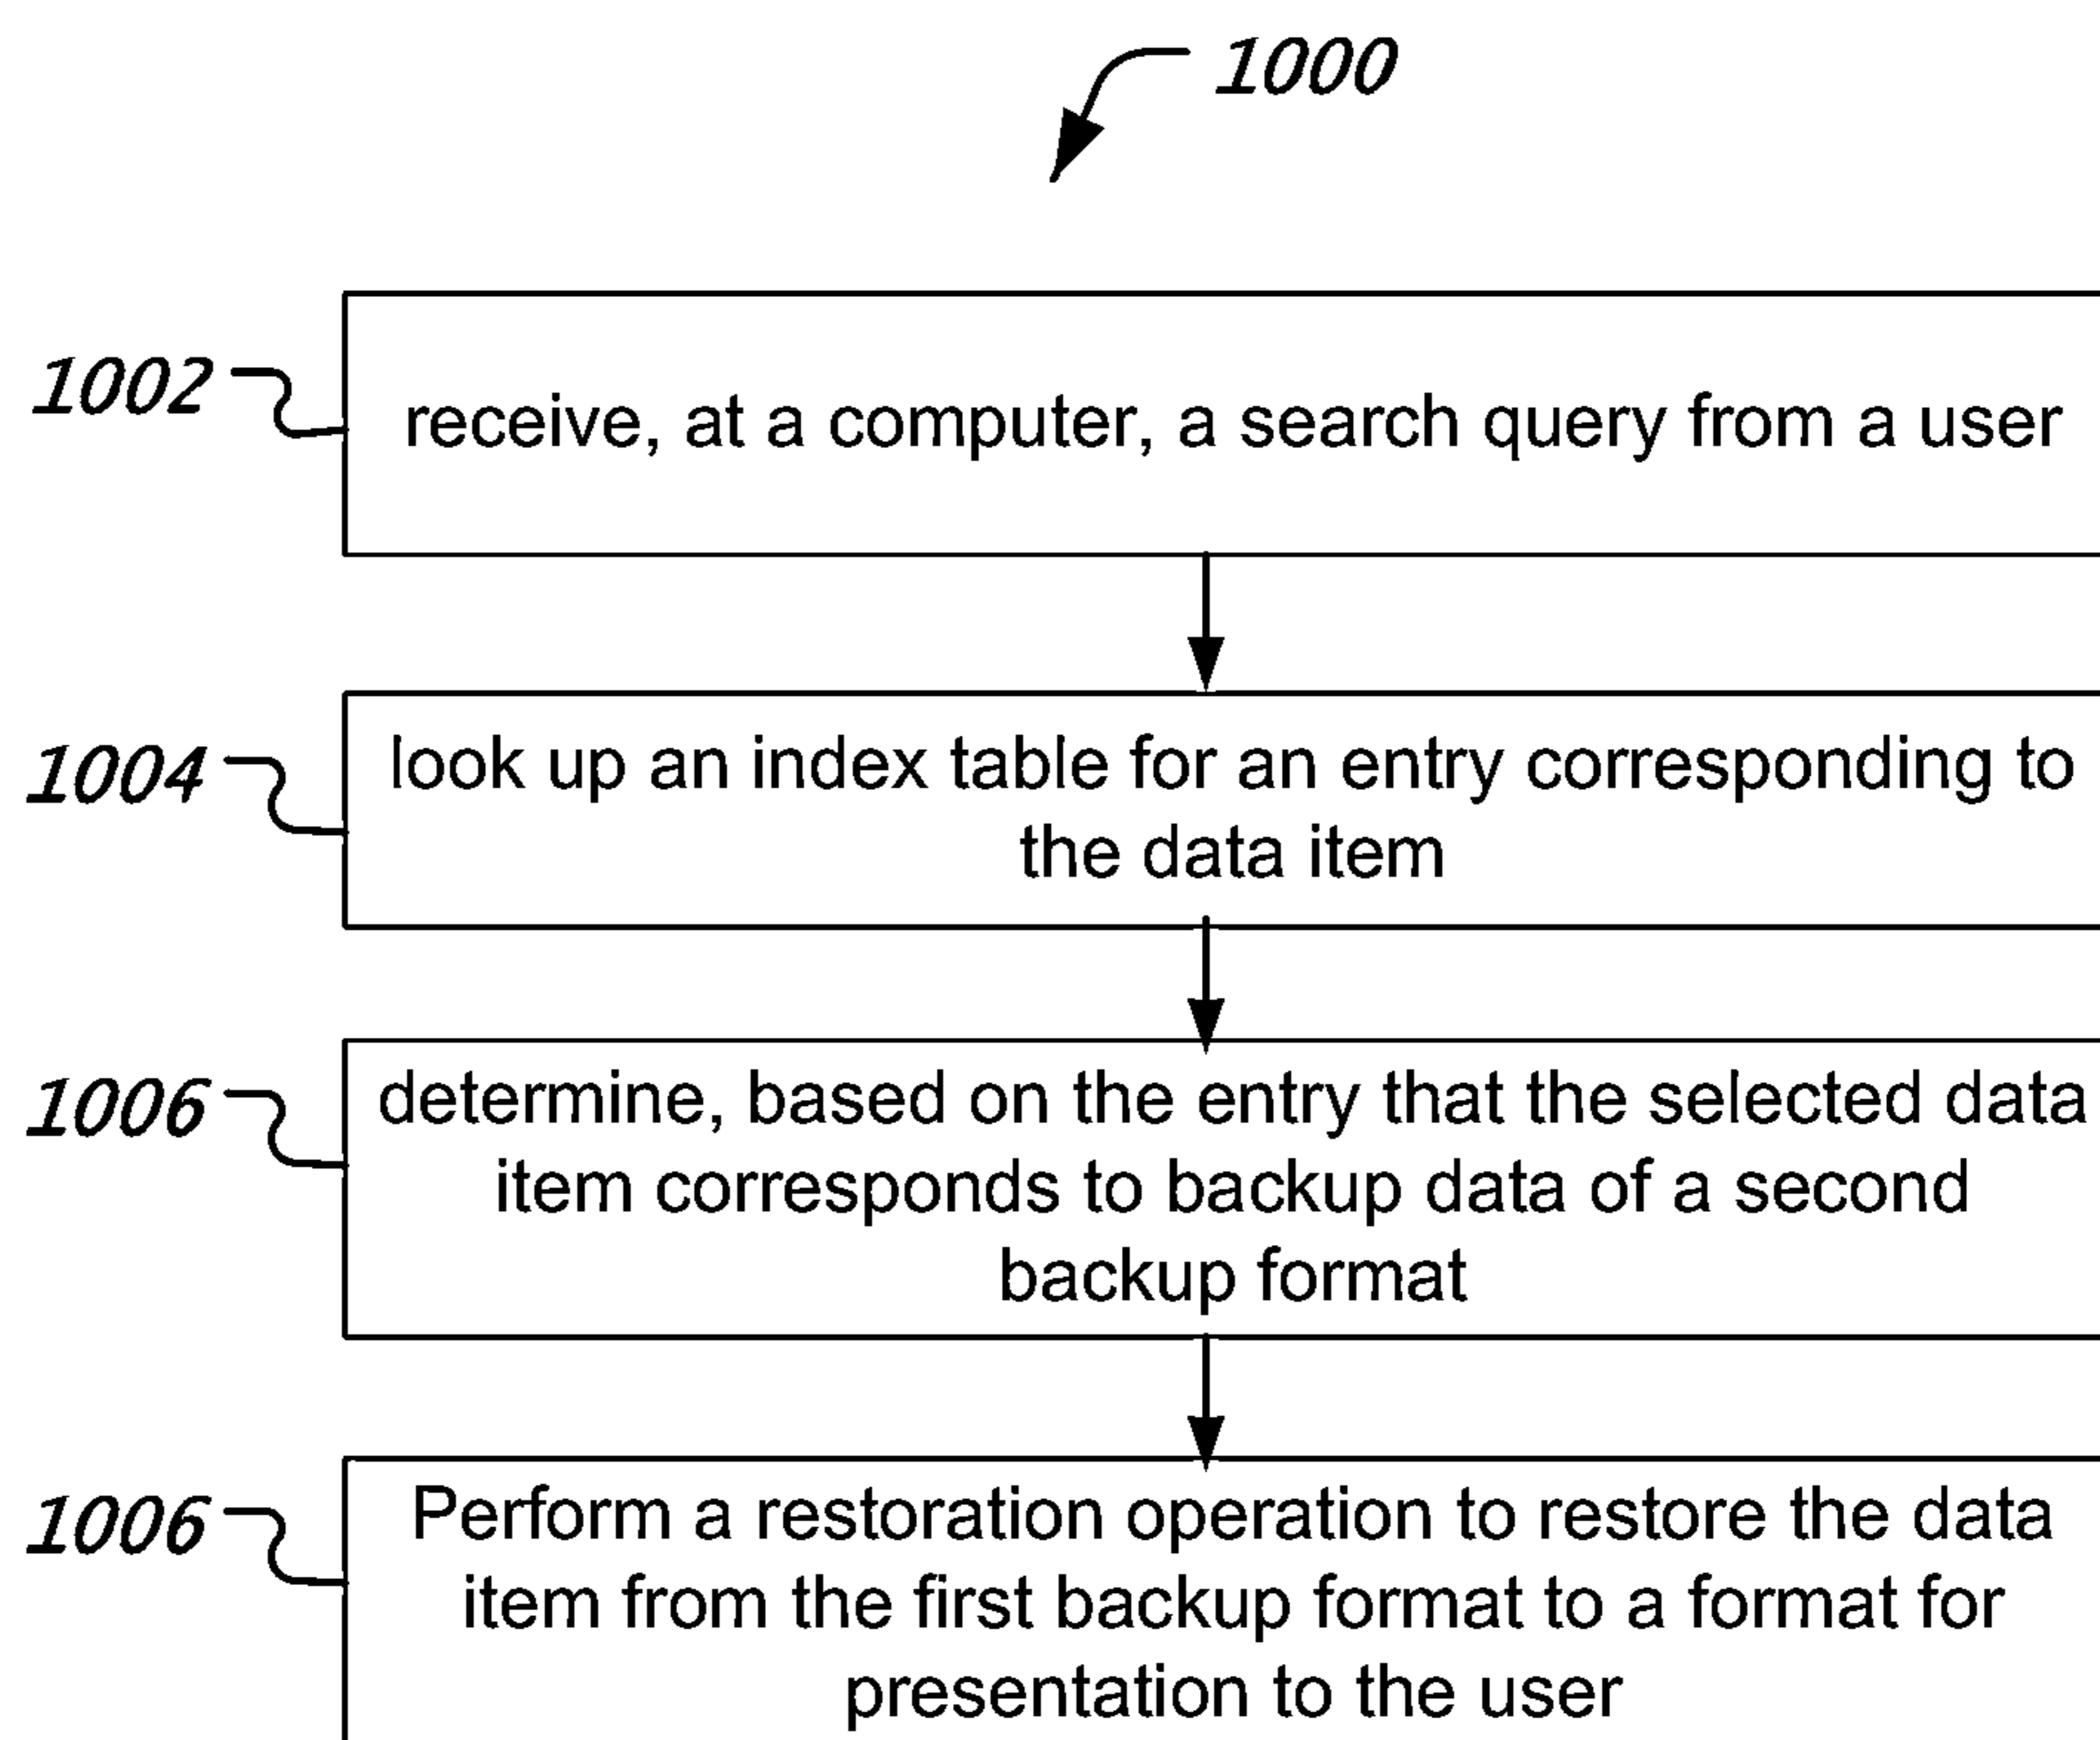 1000
1002
receive, at a computer, a search query from a user
1004
look up an index table for an entry corresponding to
the data item
1006
determine, based on the entry that the selected data
item corresponds to backup data of a second
backup format
1006
Perform a restoration operation to restore the data
item from the first backup format to a format for
presentation to the user